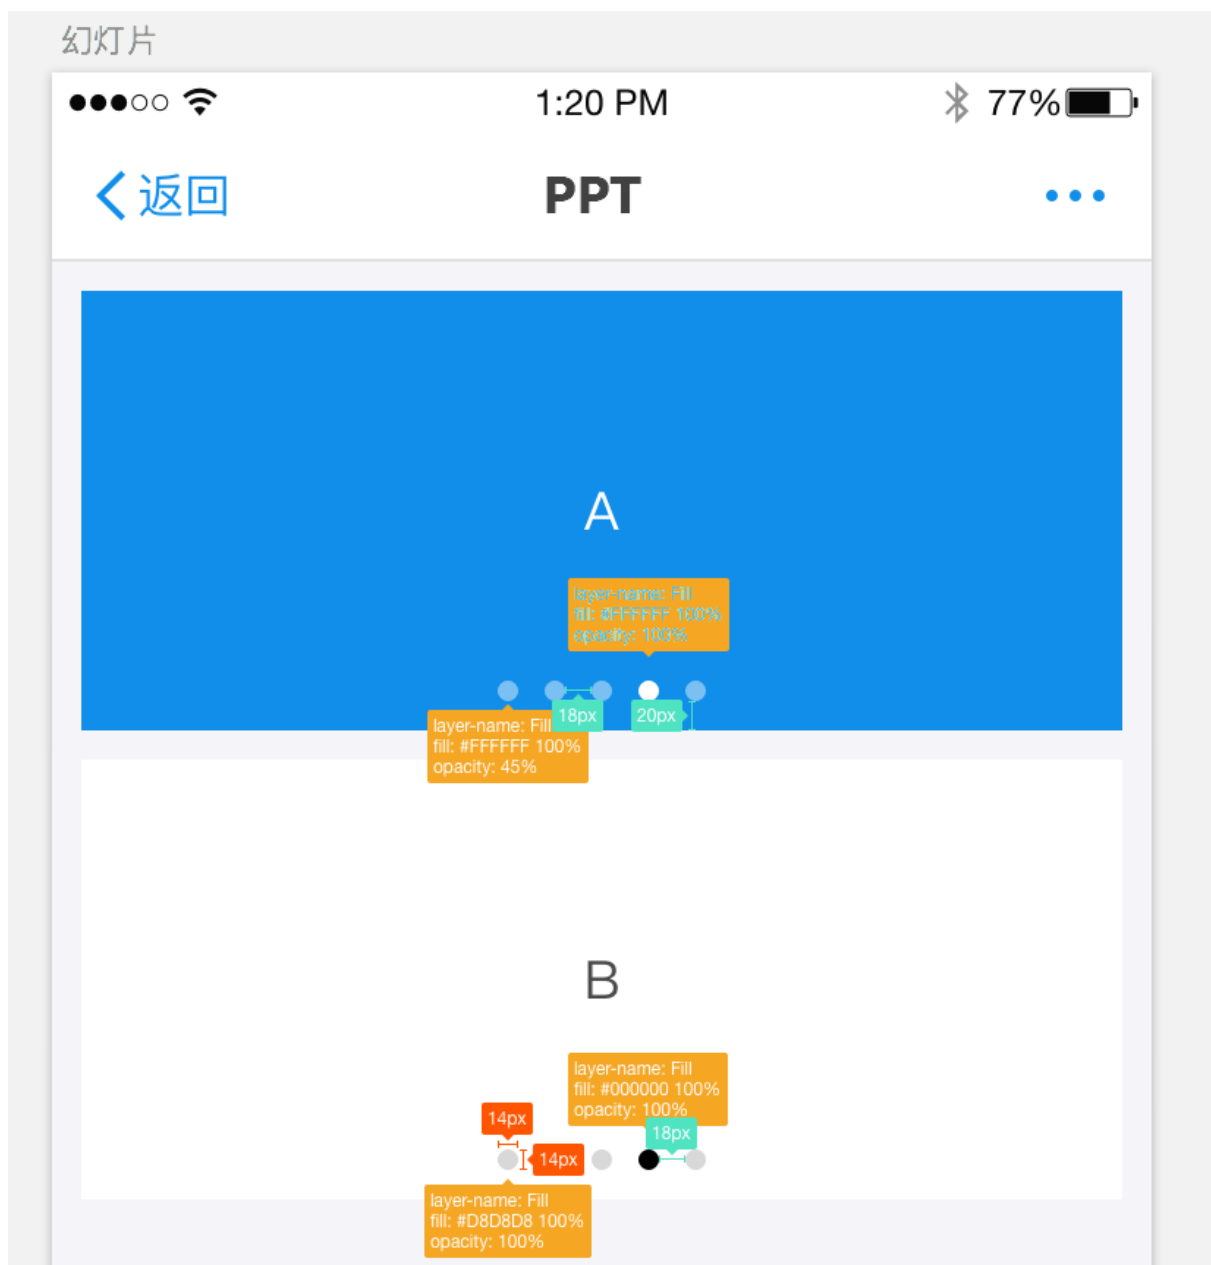 幻灯片
1:20 PM
77%
返回
PPT
A
layer-name: Fill
fill: #FFFFFF 100%
opacity: 100%
18px
20px
layer-name: Fill
fill: #FFFFFF 100%
opacity: 45%
B
layer-name: Fill
fill: #000000 100%
opacity: 100%
14px
18px
14px
layer-name: Fill
fill: #D8D8D8 100%
opacity: 100%